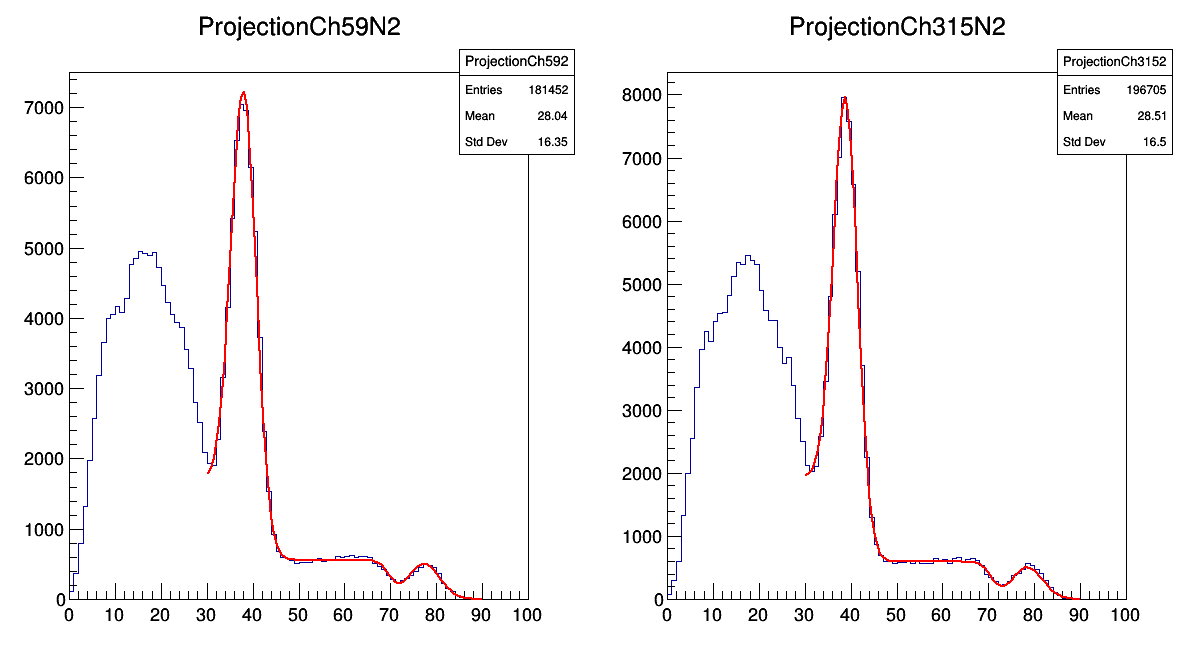 ProjectionCh59N2
ProjectionCh592
Entries 181452
Mean 28.04
Std Dev 16.35
7000
6000
5000
4000
3000
2000
1000
0
0 10 20 30 40 50 60 70 80 90 100
ProjectionCh315N2
ProjectionCh3152
Entries 196705
Mean 28.51
Std Dev 16.5
8000
7000
6000
5000
4000
3000
2000
1000
0
0 10 20 30 40 50 60 70 80 90 100